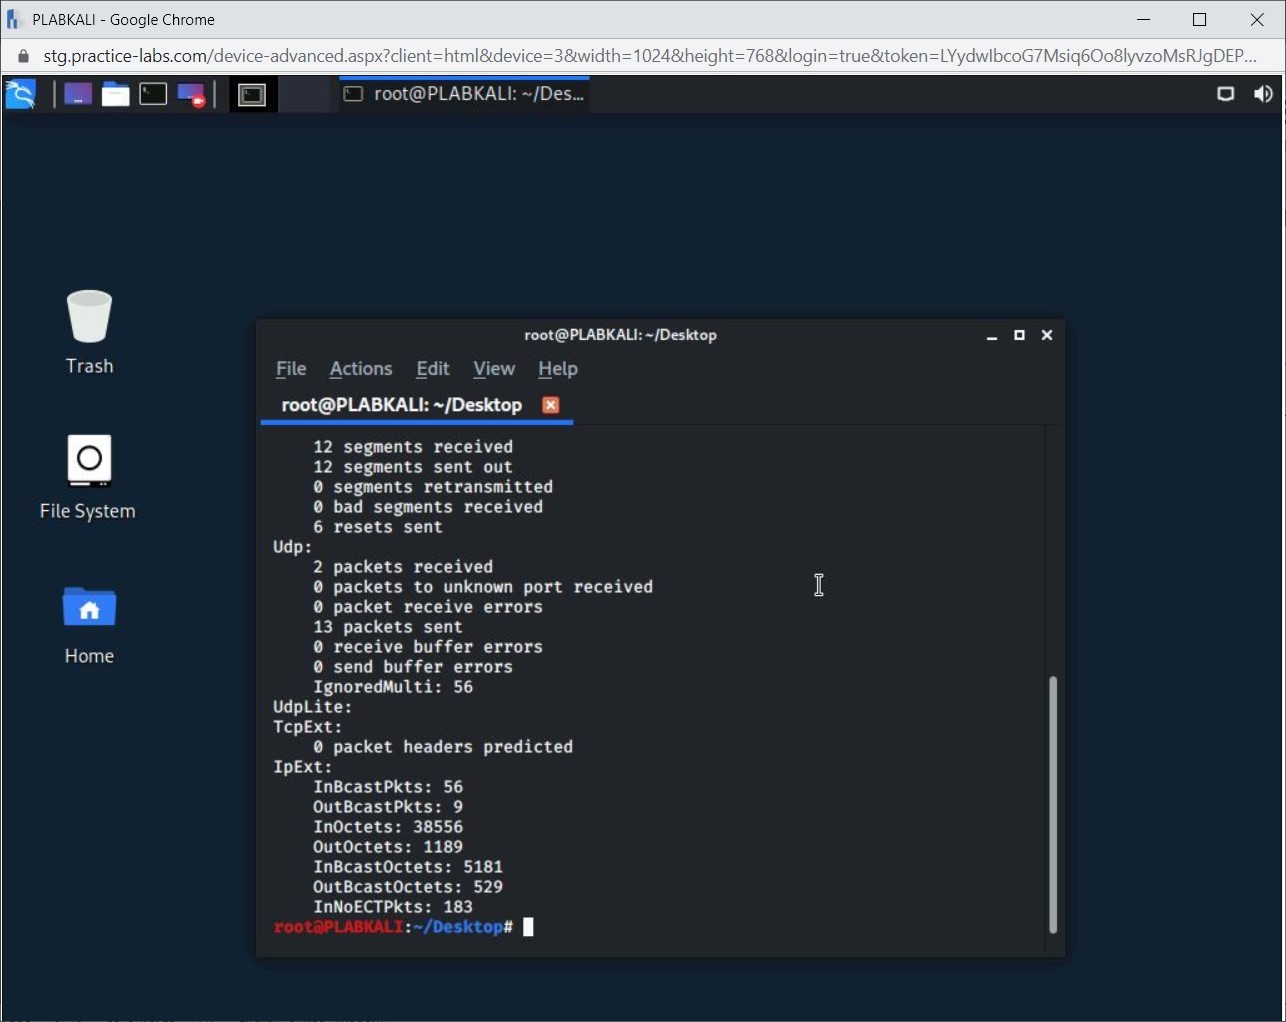 PLABKALI - Google Chrome
stg.practice-labs.com/device-advanced.aspx?client=html&device=3&width=1024&height=768&login=true&token=LYydwIbcoG7Msiq6Oo8lyvzoMsRJgDEP...
root@PLABKALI: ~/Des...
Trash
File System
Home
root@PLABKALI: ~/Desktop
File Actions Edit View Help
root@PLABKALI: ~/Desktop
12 segments received
12 segments sent out
0 segments retransmitted
0 bad segments received
6 resets sent
Udp:
2 packets received
0 packets to unknown port received
0 packet receive errors
13 packets sent
0 receive buffer errors
0 send buffer errors
IgnoredMulti: 56
UdpLite:
TcpExt:
0 packet headers predicted
IpExt:
InBcastPkts: 56
OutBcastPkts: 9
InOctets: 38556
OutOctets: 1189
InBcastOctets: 5181
OutBcastOctets: 529
InNoECTPkts: 183
root@PLABKALI:~/Desktop#